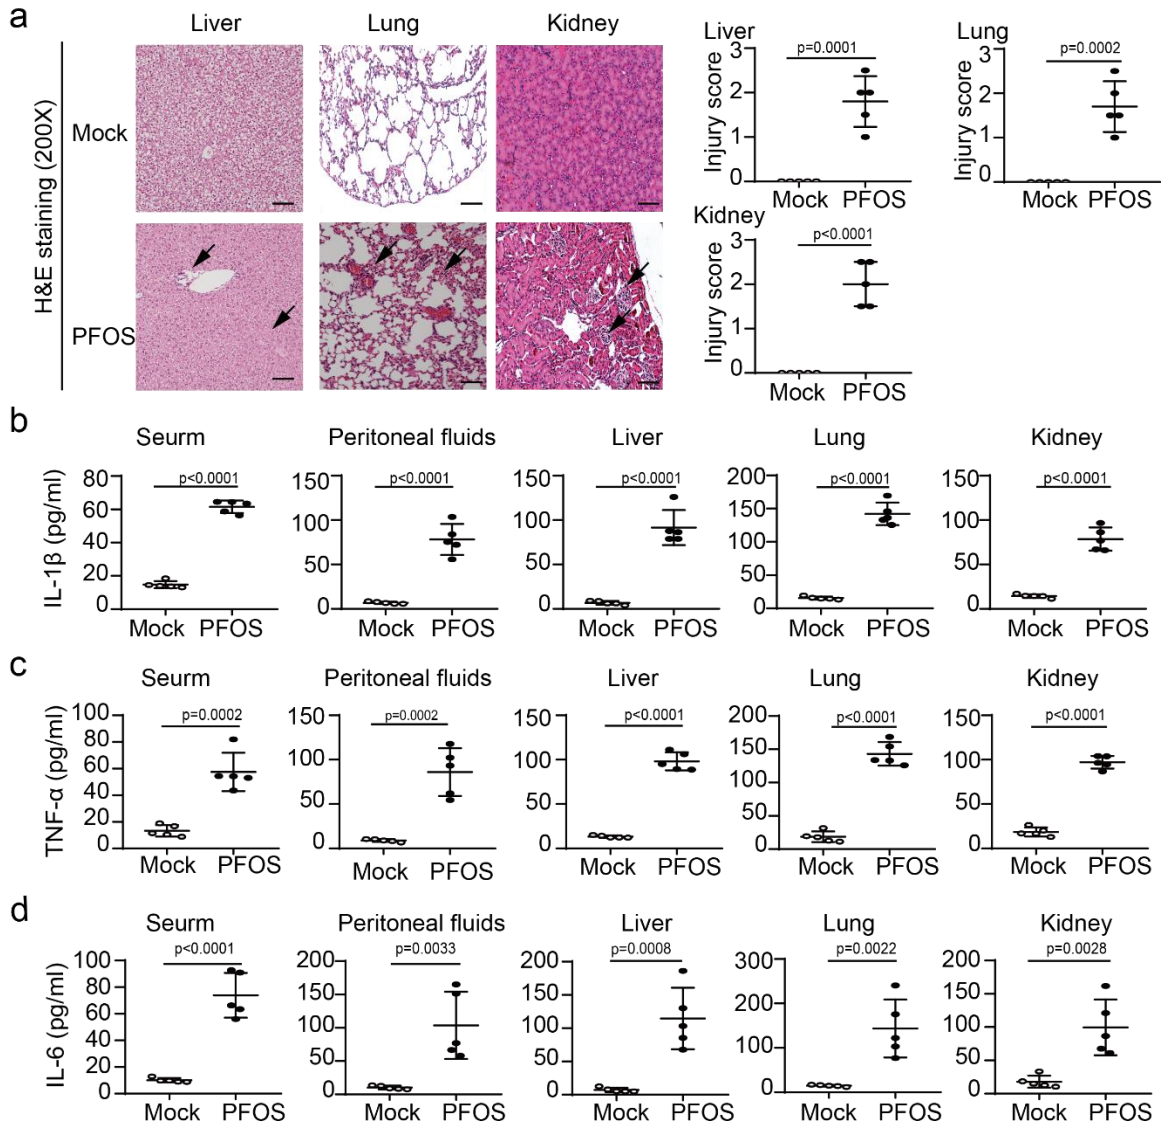 a
Liver Lung Kidney
H&E staining (200X)
Mock
PFOS
Liver
Injury score
3
2
1
0
p=0.0001
Mock PFOS
Lung
Injury score
3
2
1
0
p=0.0002
Mock PFOS
Kidney
Injury score
3
2
1
0
p<0.0001
Mock PFOS
b
IL-1β (pg/ml)
Seurm
p<0.0001
80
60
40
20
0
Mock PFOS
Peritoneal fluids
p<0.0001
150
100
50
0
Mock PFOS
Liver
p<0.0001
150
100
50
0
Mock PFOS
Lung
p<0.0001
200
150
100
50
0
Mock PFOS
Kidney
p<0.0001
150
100
50
0
Mock PFOS
c
TNF-α (pg/ml)
Seurm
p=0.0002
100
80
60
40
20
0
Mock PFOS
Peritoneal fluids
p=0.0002
150
100
50
0
Mock PFOS
Liver
p<0.0001
150
100
50
0
Mock PFOS
Lung
p<0.0001
200
150
100
50
0
Mock PFOS
Kidney
p<0.0001
150
100
50
0
Mock PFOS
d
IL-6 (pg/ml)
Seurm
p<0.0001
100
80
60
40
20
0
Mock PFOS
Peritoneal fluids
p=0.0033
200
150
100
50
0
Mock PFOS
Liver
p=0.0008
200
150
100
50
0
Mock PFOS
Lung
p=0.0022
300
200
100
0
Mock PFOS
Kidney
p=0.0028
200
150
100
50
0
Mock PFOS